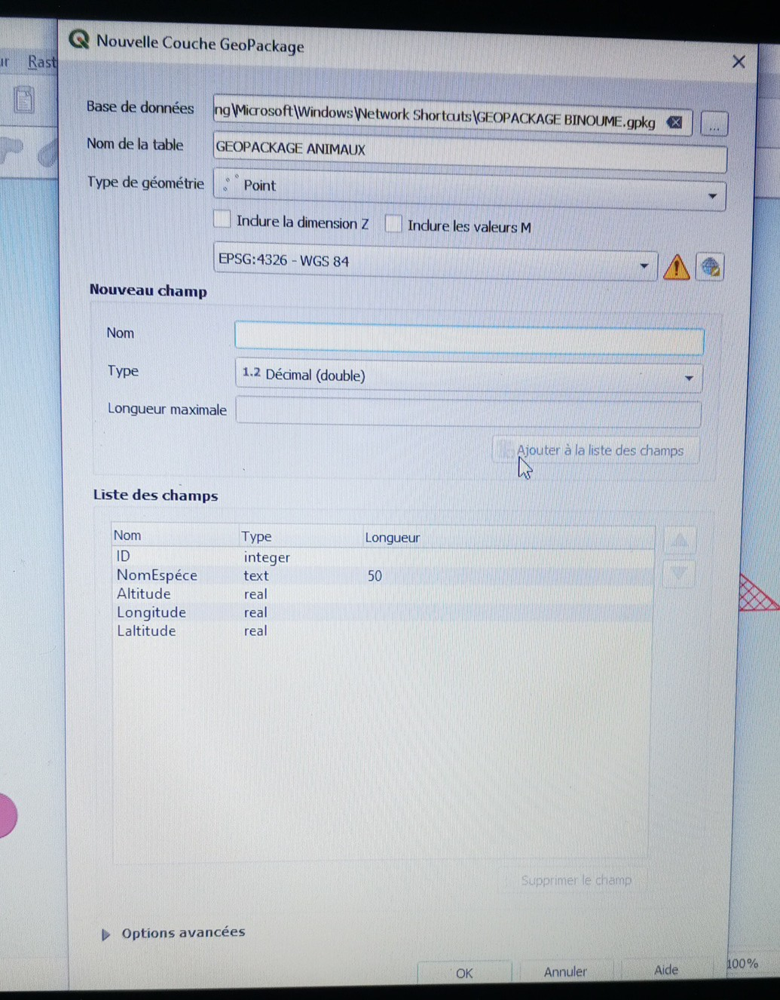 Nouvelle Couche GeoPackage
ur Rast
Base de données ng\Microsoft\Windows\Network Shortcuts\GEOPACKAGE BINOUME.gpkg ...
Nom de la table GEOPACKAGE ANIMAUX
Type de géométrie Point
Inclure la dimension Z Inclure les valeurs M
EPSG:4326 - WGS 84
Nouveau champ
Nom
Type 1.2 Décimal (double)
Longueur maximale
Ajouter à la liste des champs
Liste des champs
Nom Type Longueur
ID integer
NomEspéce text 50
Altitude real
Longitude real
Laltitude real
Supprimer le champ
Options avancées
OK Annuler Aide
100%